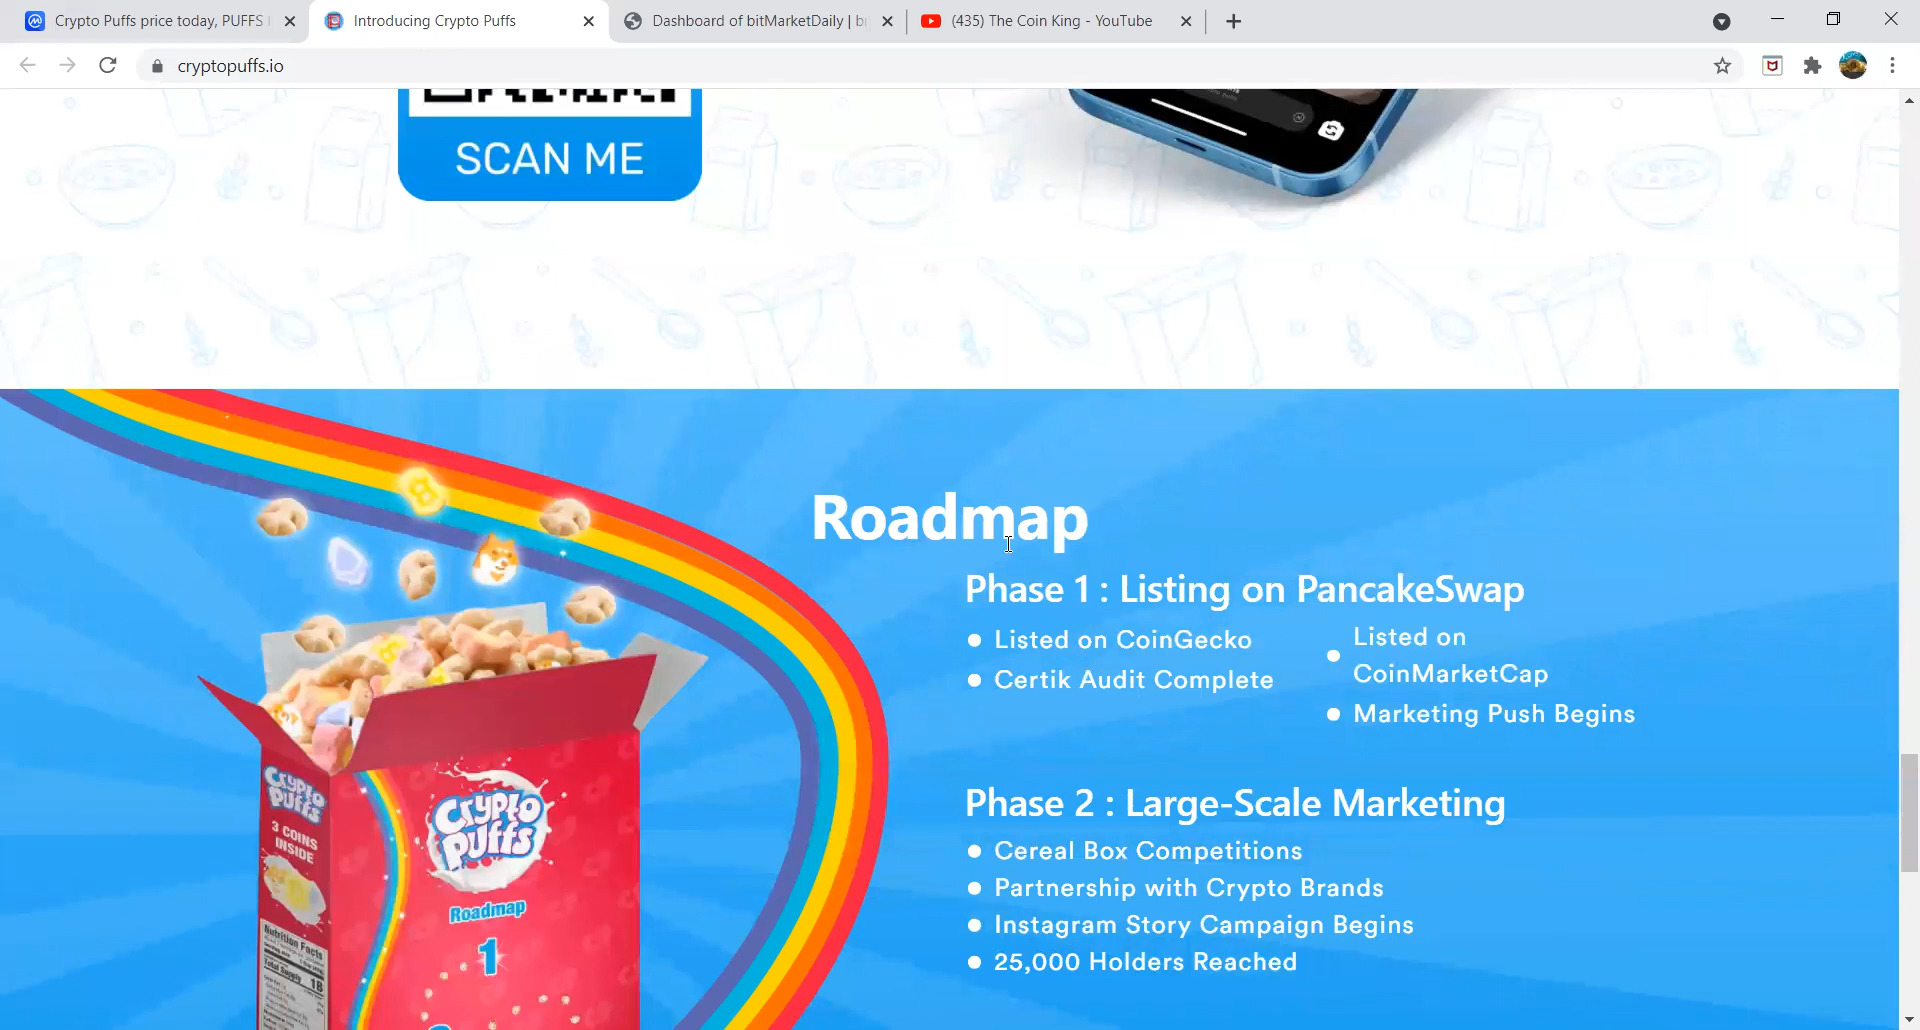 Crypto Puffs price today, PUFFS
Introducing Crypto Puffs
Dashboard of bitMarketDaily |
(435) The Coin King - YouTube
cryptopuffs.io
SCAN ME
Roadmap
Phase 1 : Listing on PancakeSwap
Listed on CoinGecko
Certik Audit Complete
Listed on
CoinMarketCap
Marketing Push Begins
Phase 2 : Large-Scale Marketing
Cereal Box Competitions
Partnership with Crypto Brands
Instagram Story Campaign Begins
25,000 Holders Reached
Crypto
Puffs
3 COINS
INSIDE
Nutrition Facts
Total Supply 1B
Crypto
Puffs
Roadmap
1